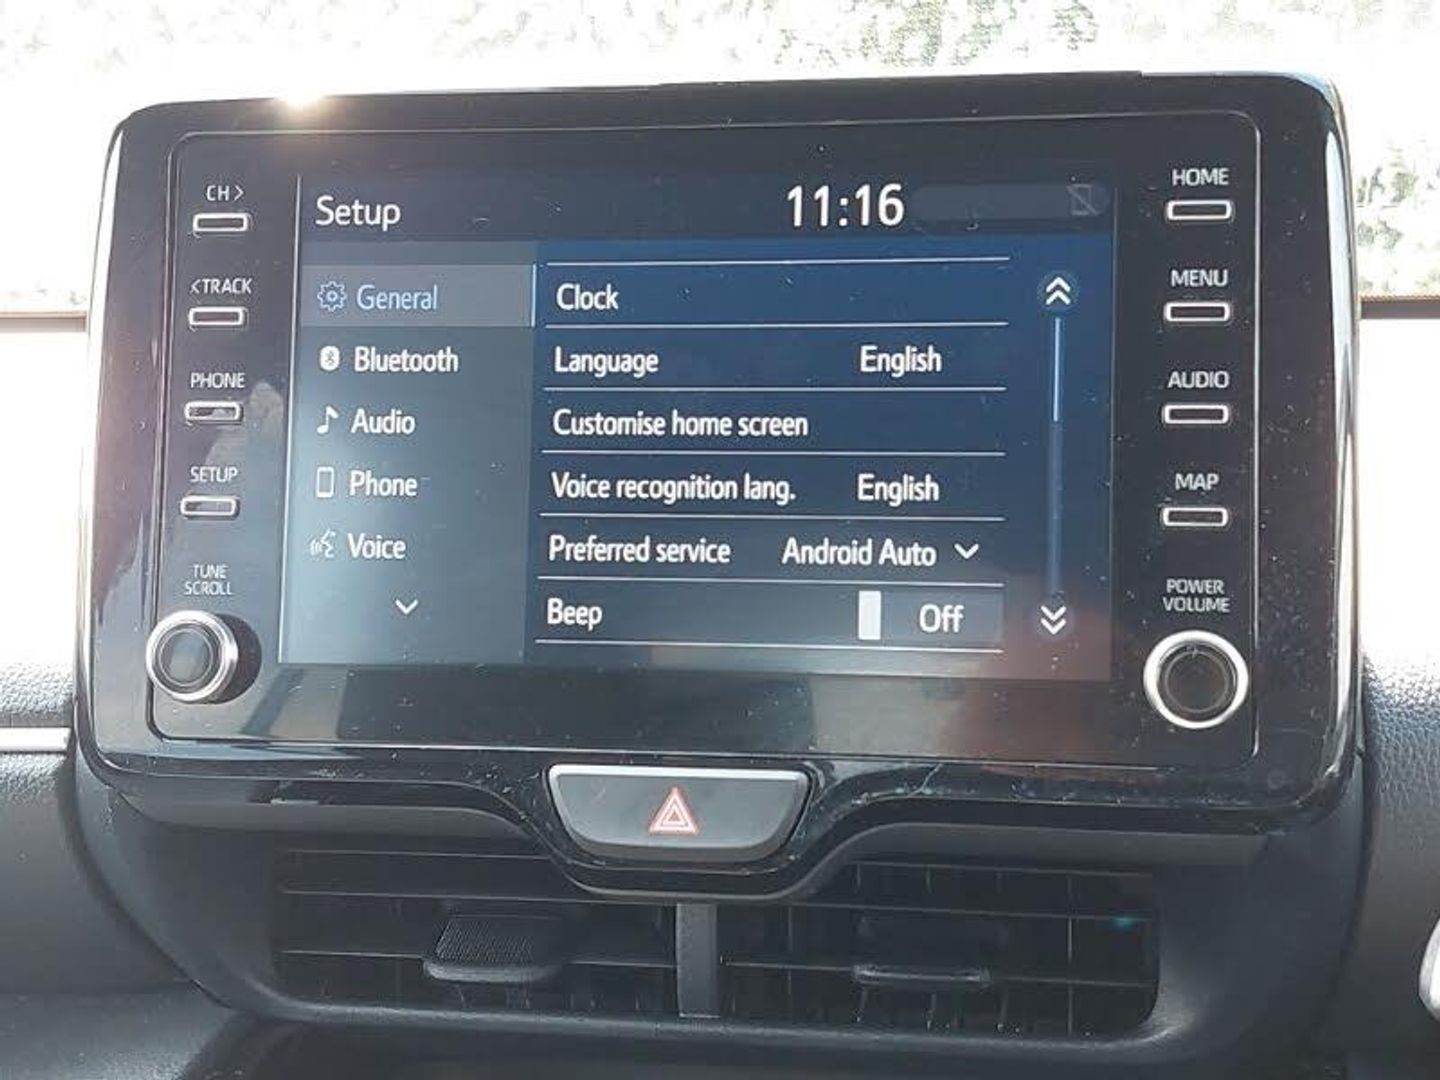 CH >
<TRACK
PHONE
SETUP
TUNE
SCROLL
Setup
11:16
General
Bluetooth
Audio
Phone
Voice
Clock
Language English
Customise home screen
Voice recognition lang. English
Preferred service Android Auto
Beep Off
HOME
MENU
AUDIO
MAP
POWER
VOLUME